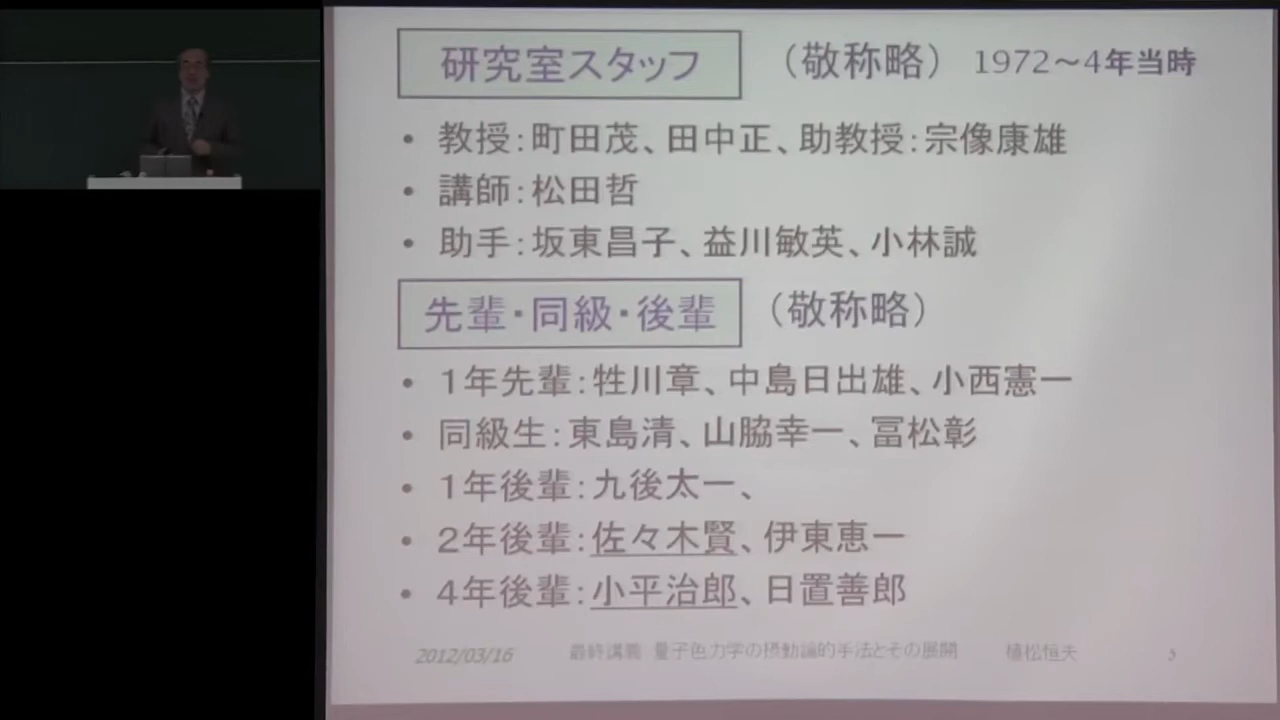 研究室スタッフ （敬称略） 1972～4年当時
• 教授：町田茂、田中正、助教授：宗像康雄
• 講師：松田哲
• 助手：坂東昌子、益川敏英、小林誠
先輩・同級・後輩 （敬称略）
• 1年先輩：牲川章、中島日出雄、小西憲一
• 同級生：東島清、山脇幸一、冨松彰
• 1年後輩：九後太一、
• 2年後輩：佐々木賢、伊東恵一
• 4年後輩：小平治郎、日置善郎
2012/03/16 最終講義 量子色力学の摂動論的手法とその展開 植松恒夫